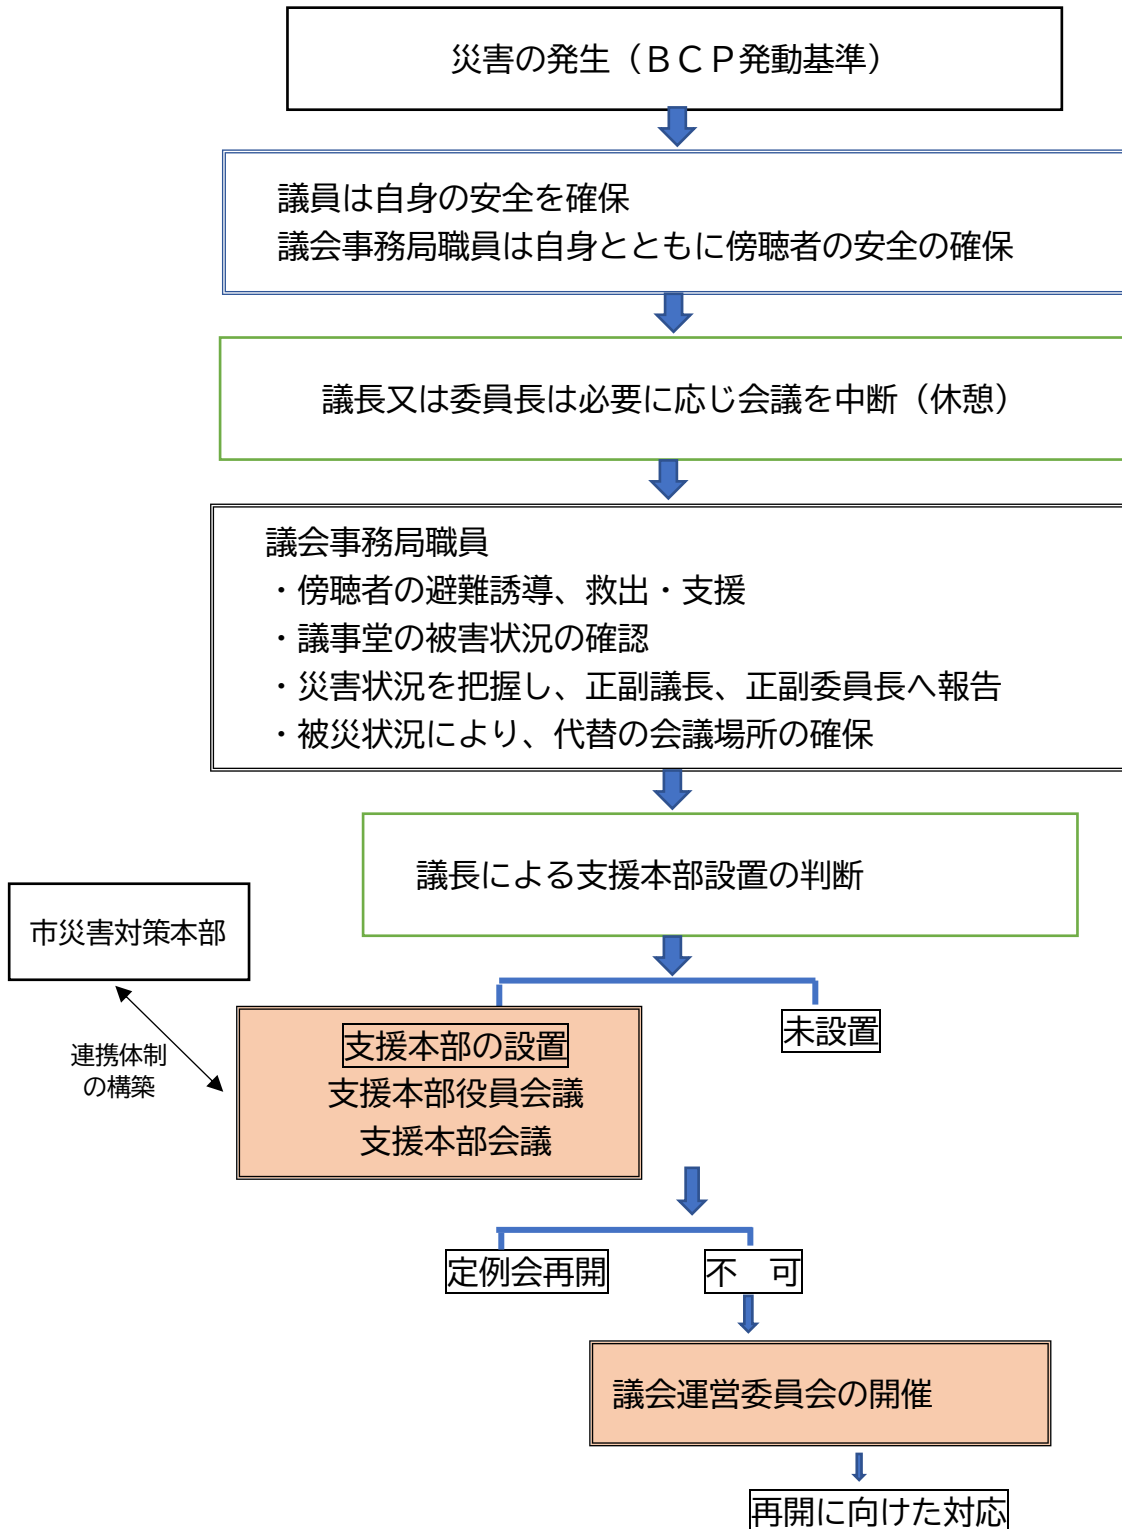 災害の発生（ＢＣＰ発動基準）
議員は自身の安全を確保
議会事務局職員は自身とともに傍聴者の安全の確保
議長又は委員長は必要に応じ会議を中断（休憩）
議会事務局職員
・傍聴者の避難誘導、救出・支援
・議事堂の被害状況の確認
・災害状況を把握し、正副議長、正副委員長へ報告
・被災状況により、代替の会議場所の確保
議長による支援本部設置の判断
市災害対策本部
連携体制
の構築
支援本部の設置
支援本部役員会議
支援本部会議
未設置
定例会再開
不　可
議会運営委員会の開催
再開に向けた対応